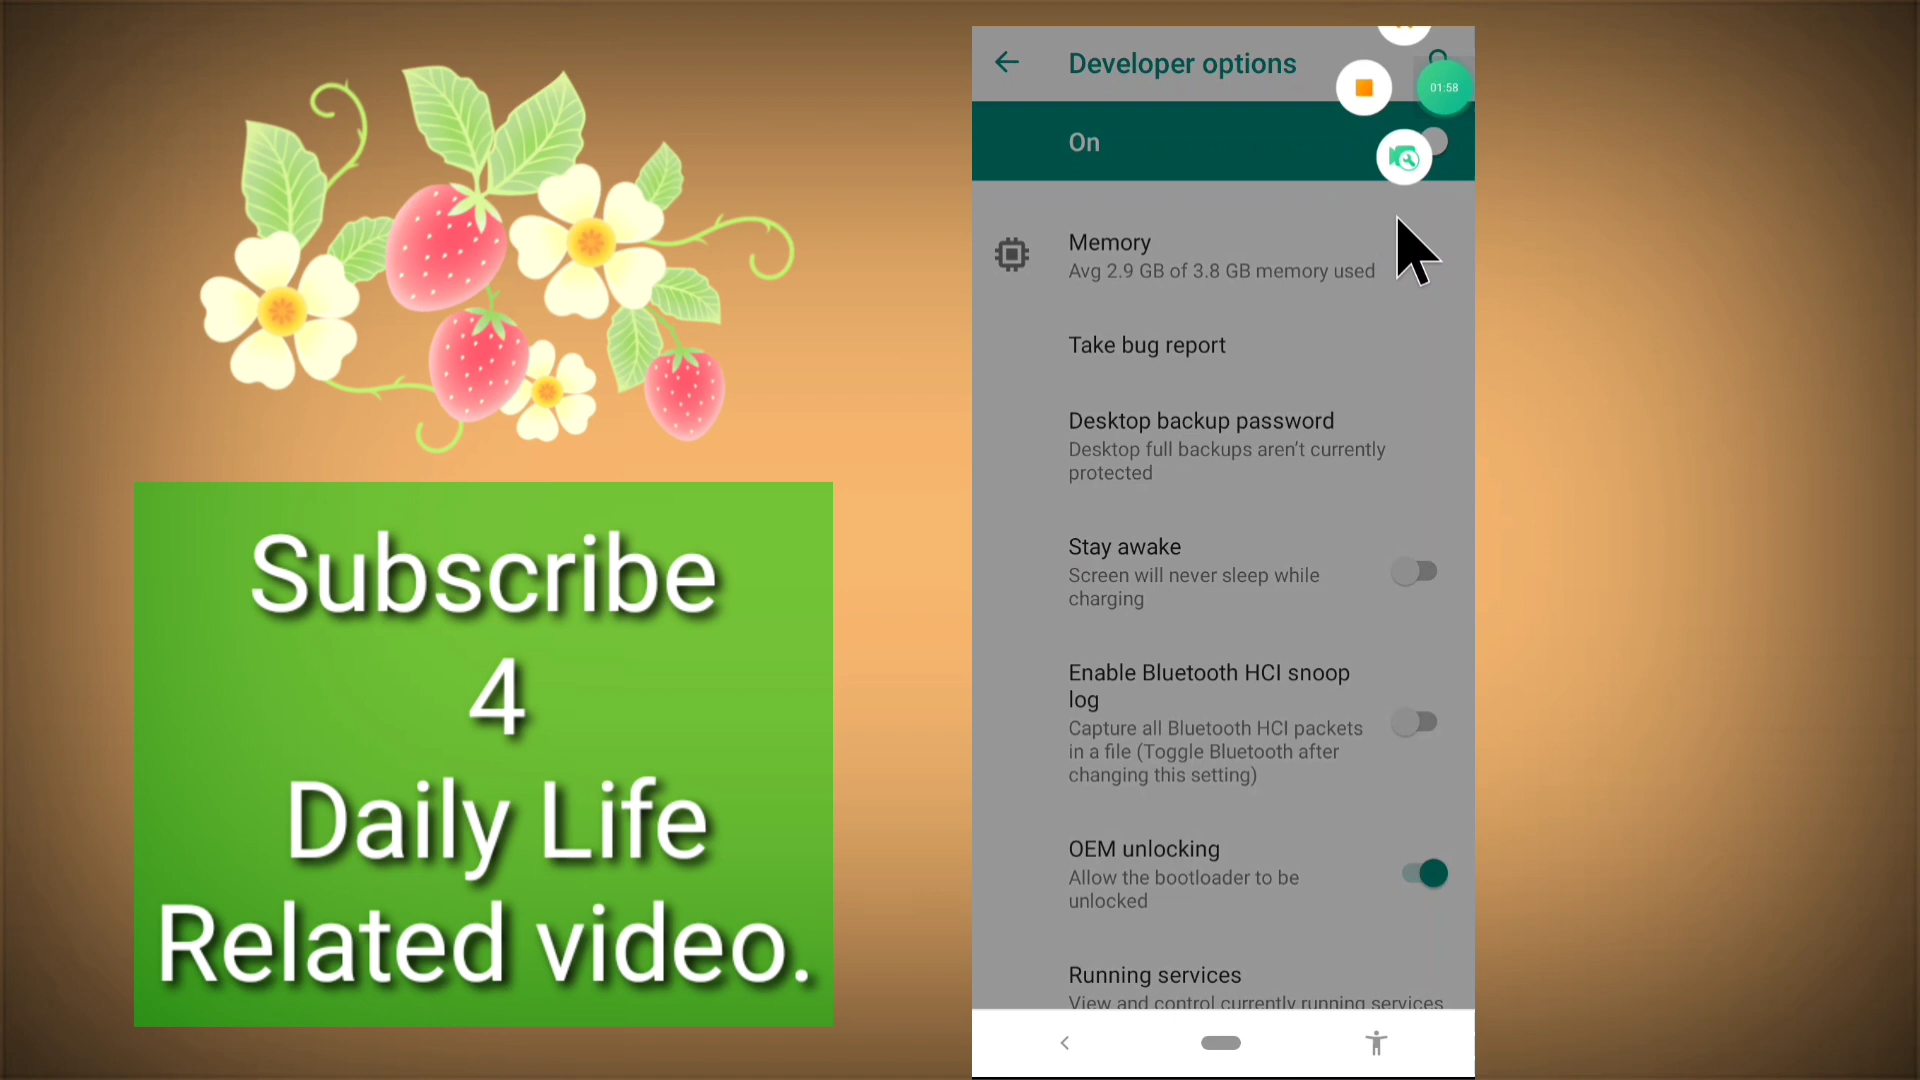 Subscribe
4
Daily Life
Related video.
Developer options
01:58
On
Memory
Avg 2.9 GB of 3.8 GB memory used
Take bug report
Desktop backup password
Desktop full backups aren’t currently
protected
Stay awake
Screen will never sleep while
charging
Enable Bluetooth HCI snoop
log
Capture all Bluetooth HCI packets
in a file (Toggle Bluetooth after
changing this setting)
OEM unlocking
Allow the bootloader to be
unlocked
Running services
View and control currently running services